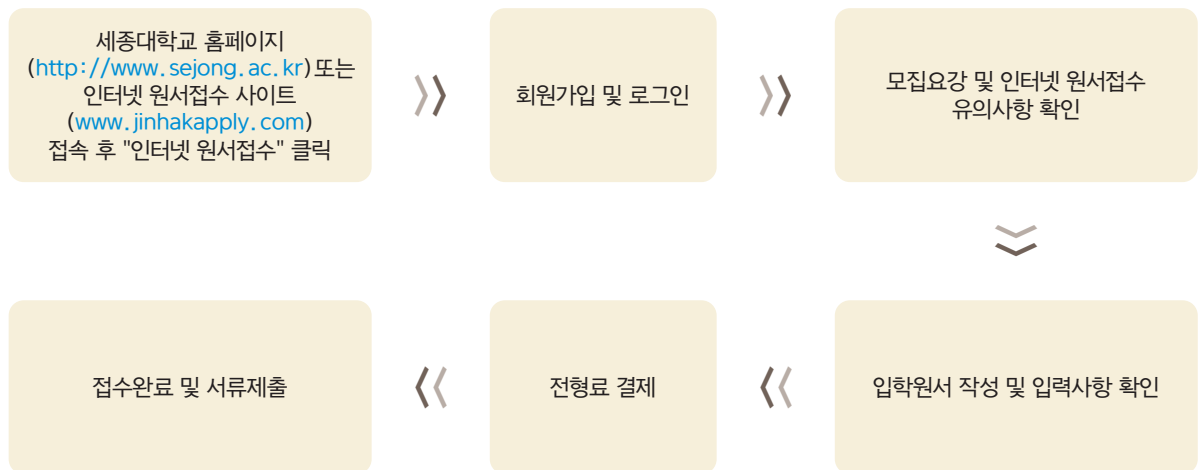 세종대학교 홈페이지
(http://www.sejong.ac.kr)또는
인터넷 원서접수 사이트
(www.jinhakapply.com)
접속 후 "인터넷 원서접수" 클릭
회원가입 및 로그인
모집요강 및 인터넷 원서접수
유의사항 확인
입학원서 작성 및 입력사항 확인
전형료 결제
접수완료 및 서류제출